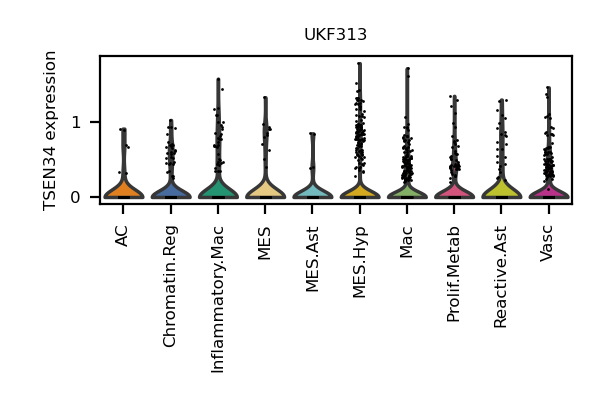 UKF313
TSEN34 expression
1
0
AC
Chromatin.Reg
Inflammatory.Mac
MES
MES.Ast
MES.Hyp
Mac
Prolif.Metab
Reactive.Ast
Vasc